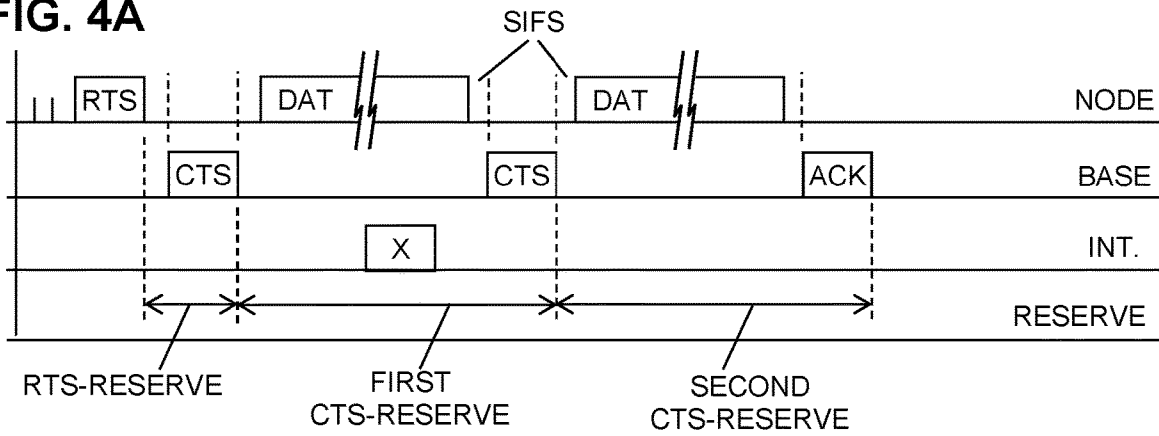 FIG. 4A
SIFS
RTS
DAT
DAT
NODE
CTS
CTS
ACK
BASE
X
INT.
RESERVE
RTS-RESERVE
FIRST
CTS-RESERVE
SECOND
CTS-RESERVE